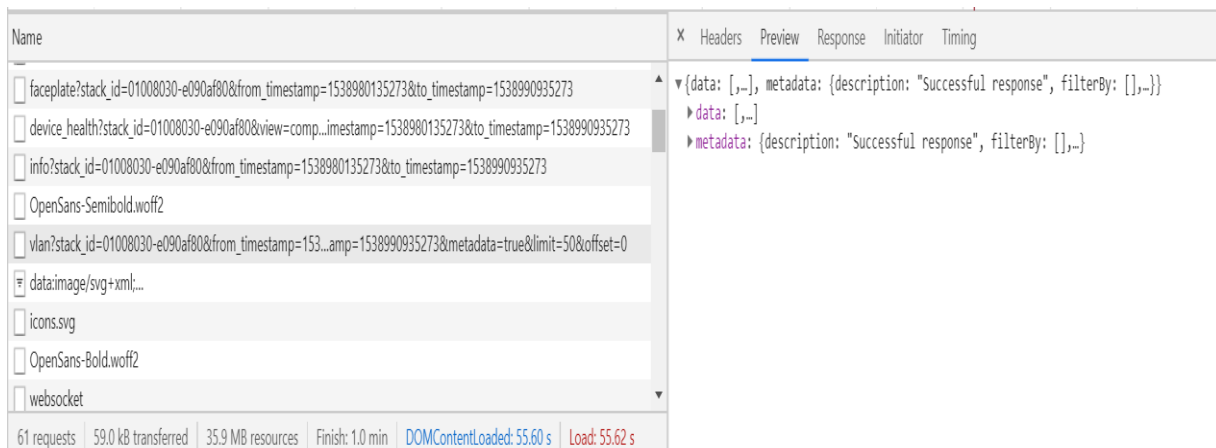 Name
faceplate?stack_id=01008030-e090af80&from_timestamp=1538980135273&to_timestamp=1538990935273
device_health?stack_id=01008030-e090af80&view=comp...imestamp=1538980135273&to_timestamp=1538990935273
info?stack_id=01008030-e090af80&from_timestamp=1538980135273&to_timestamp=1538990935273
OpenSans-Semibold.woff2
vlan?stack_id=01008030-e090af80&from_timestamp=153...amp=1538990935273&metadata=true&limit=50&offset=0
data:image/svg+xml;...
icons.svg
OpenSans-Bold.woff2
websocket
61 requests | 59.0 kB transferred | 35.9 MB resources | Finish: 1.0 min | DOMContentLoaded: 55.60 s | Load: 55.62 s
× Headers Preview Response Initiator Timing
▼{data: [,…], metadata: {description: "Successful response", filterBy: [],…}}
▶data: [,…]
▶metadata: {description: "Successful response", filterBy: [],…}